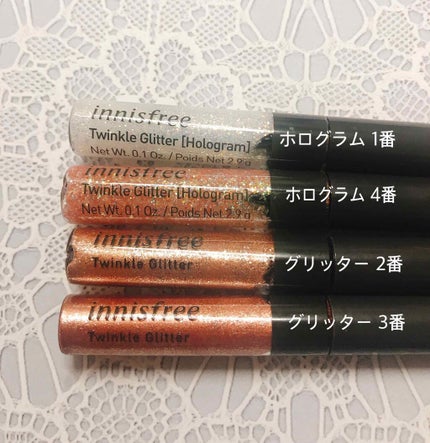 innisfree
Twinkle Glitter [Hologram]
Net Wt. 0.1 Oz. / Poids Net 2.9 g
ホログラム 1番
innisfree
Twinkle Glitter [Hologram]
Net Wt. 0.1 Oz. / Poids Net 2.9 g
ホログラム 4番
innisfree
Twinkle Glitter
グリッター 2番
innisfree
Twinkle Glitter
グリッター 3番